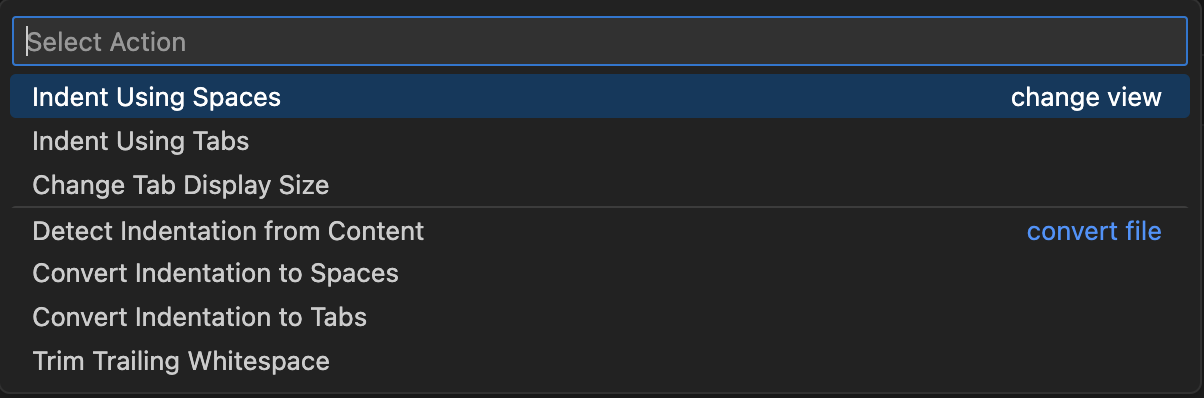 Select Action
Indent Using Spaces change view
Indent Using Tabs
Change Tab Display Size
Detect Indentation from Content convert file
Convert Indentation to Spaces
Convert Indentation to Tabs
Trim Trailing Whitespace